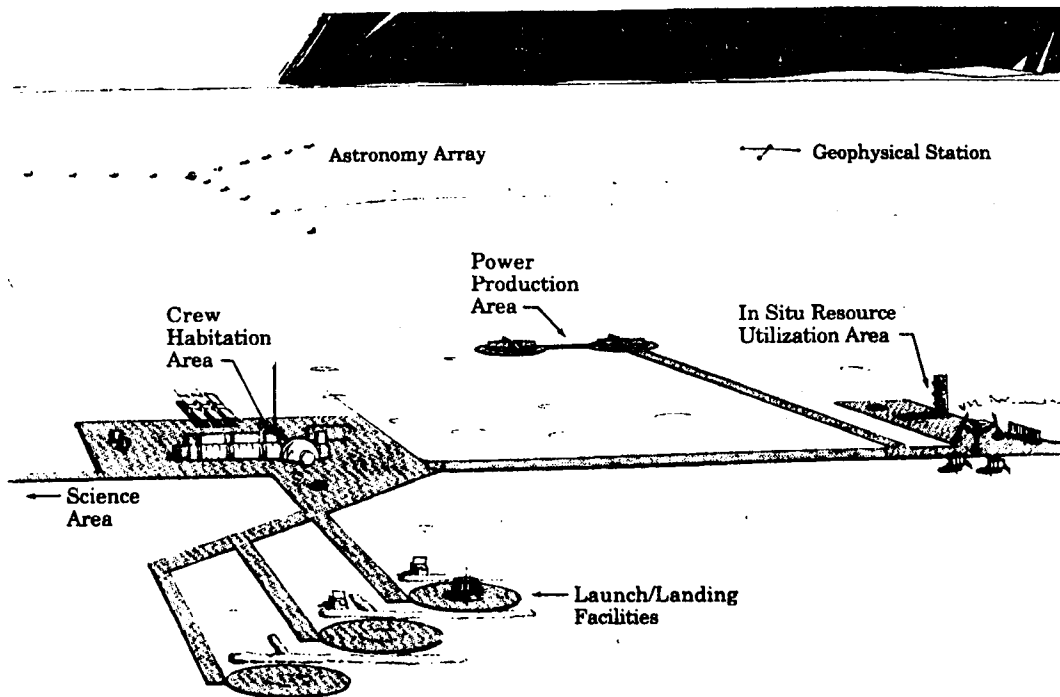 Astronomy Array
Geophysical Station
Power
Production
Area
Crew
Habitation
Area
In Situ Resource
Utilization Area
Science
Area
Launch/Landing
Facilities